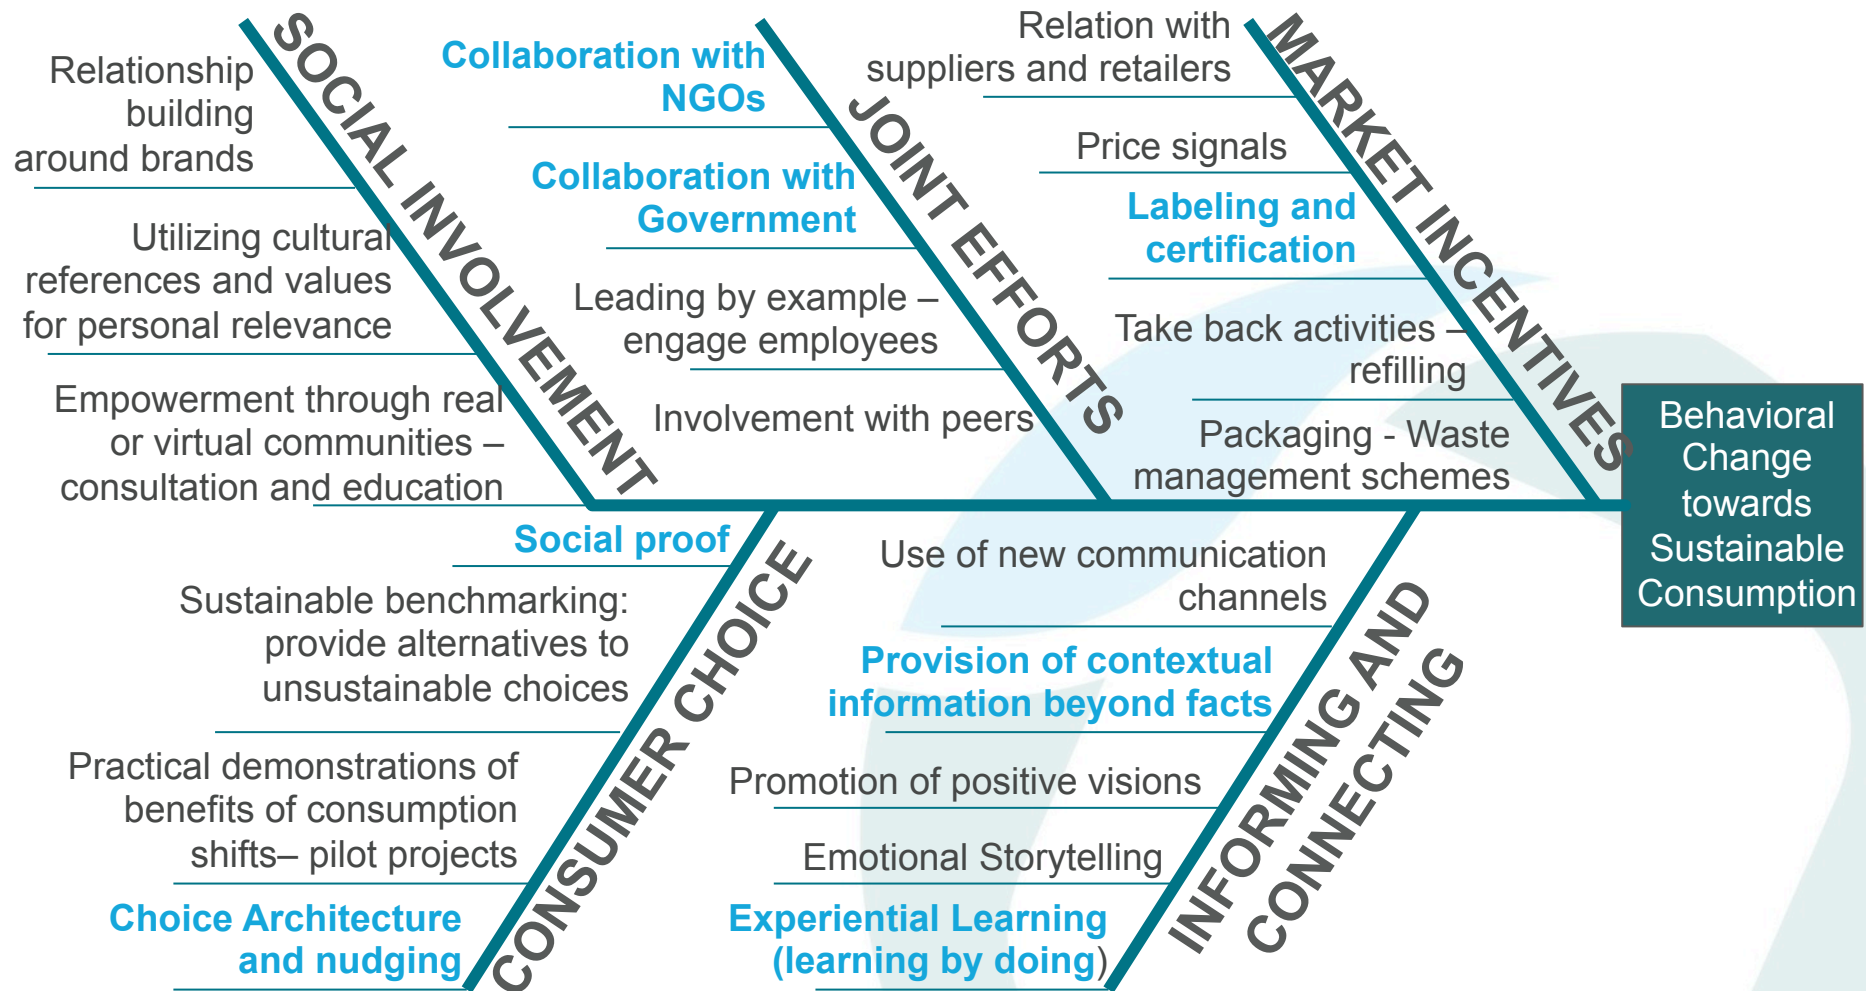 SOCIAL INVOLVEMENT
Relationship
building
around brands
Utilizing cultural
references and values
for personal relevance
Empowerment through real
or virtual communities –
consultation and education
JOINT EFFORTS
Collaboration with
NGOs
Collaboration with
Government
Leading by example –
engage employees
Involvement with peers
MARKET INCENTIVES
Relation with
suppliers and retailers
Price signals
Labeling and
certification
Take back activities –
refilling
Packaging - Waste
management schemes
CONSUMER CHOICE
Social proof
Sustainable benchmarking:
provide alternatives to
unsustainable choices
Practical demonstrations of
benefits of consumption
shifts– pilot projects
Choice Architecture
and nudging
INFORMING AND
CONNECTING
Use of new communication
channels
Provision of contextual
information beyond facts
Promotion of positive visions
Emotional Storytelling
Experiential Learning
(learning by doing)
Behavioral
Change
towards
Sustainable
Consumption